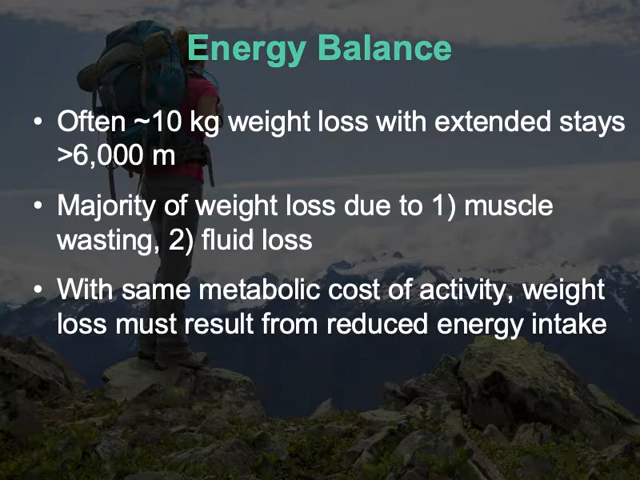 Energy Balance
• Often ~10 kg weight loss with extended stays
>6,000 m
• Majority of weight loss due to 1) muscle
wasting, 2) fluid loss
• With same metabolic cost of activity, weight
loss must result from reduced energy intake